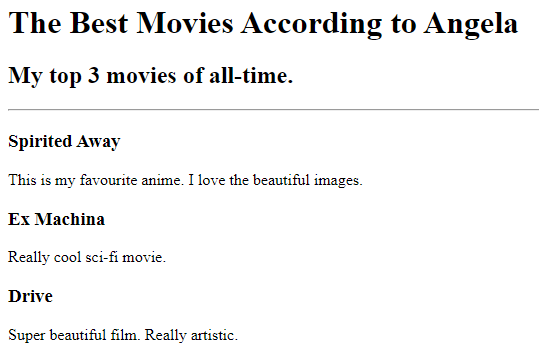 The Best Movies According to Angela
My top 3 movies of all-time.
Spirited Away
This is my favourite anime. I love the beautiful images.
Ex Machina
Really cool sci-fi movie.
Drive
Super beautiful film. Really artistic.